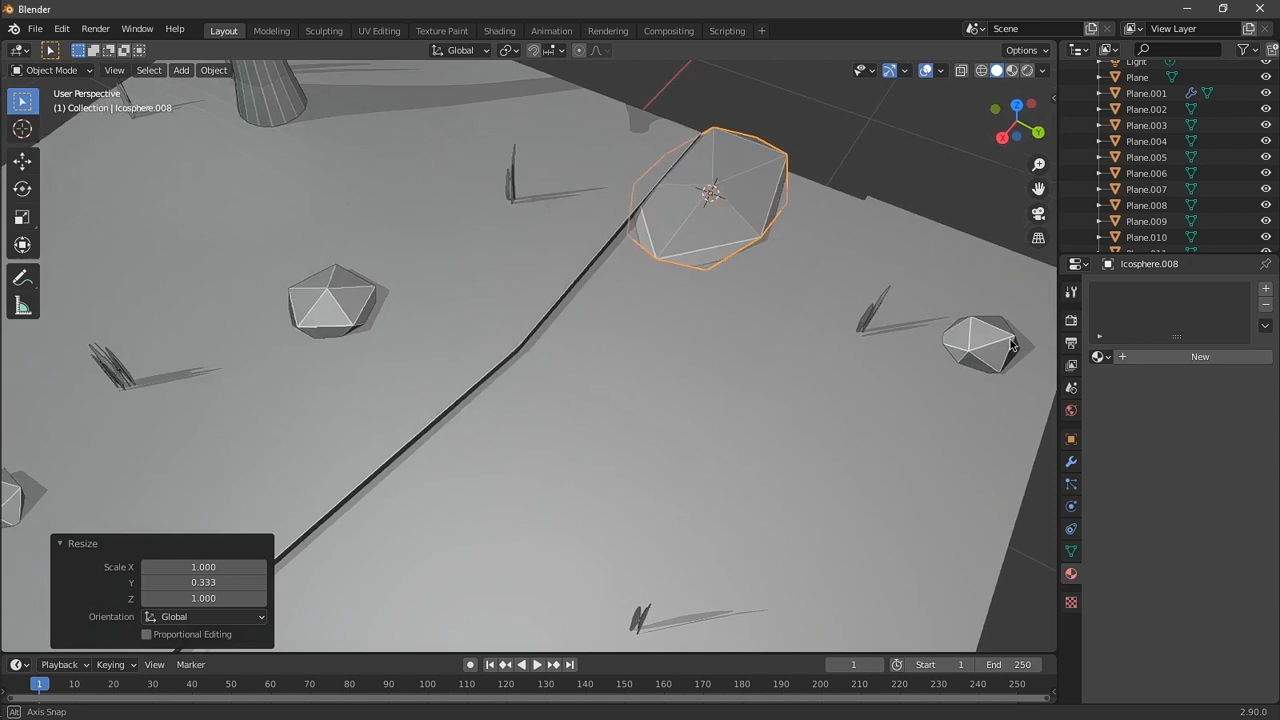 Blender
File Edit Window Render Help
Layout Modeling Sculpting UV Editing Texture Paint Shading Animation Rendering Compositing Scripting +
Scene
View Layer
Global
Options
Object Mode View Select Add Object
User Perspective
(1) Collection | Icosphere.008
Z
Y
X
Light
Plane
Plane.001
Plane.002
Plane.003
Plane.004
Plane.005
Plane.006
Plane.007
Plane.008
Plane.009
Plane.010
Icosphere.008
New
Resize
Scale X 1.000
Y 0.333
Z 1.000
Orientation Global
Proportional Editing
Playback Keying View Marker
1
Start 1
End 250
1 10 20 30 40 50 60 70 80 90 100 110 120 130 140 150 160 170 180 190 200 210 220 230 240 250
Alt Axis Snap
2.90.0